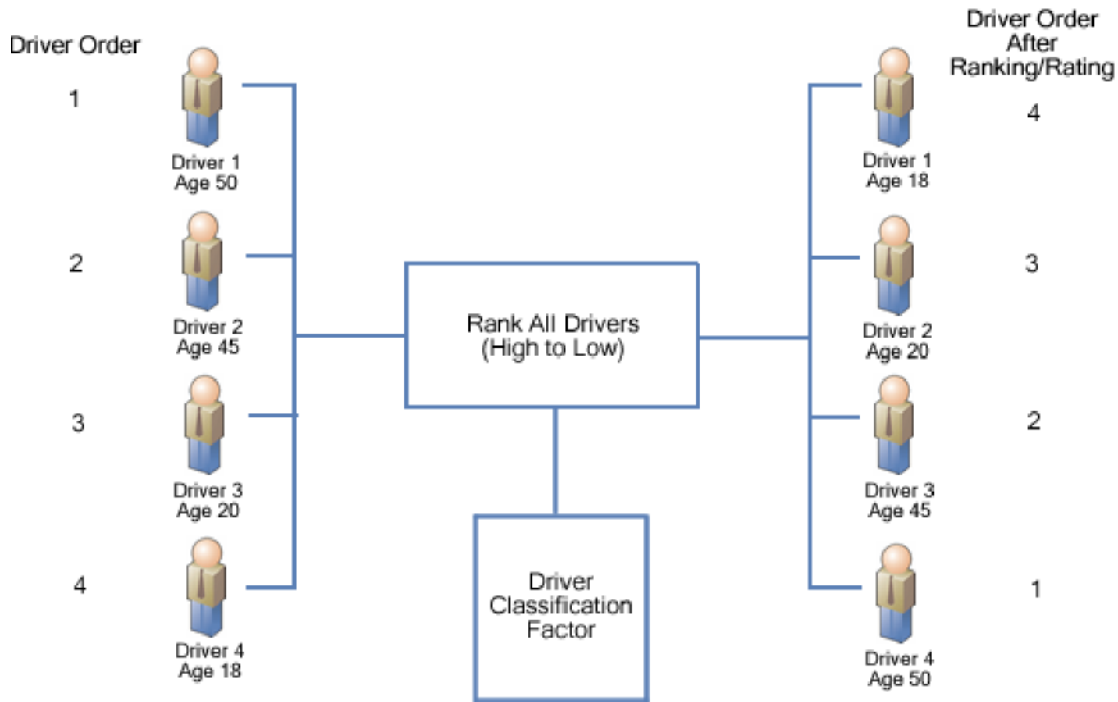 Driver Order
1
Driver 1
Age 50
2
Driver 2
Age 45
3
Driver 3
Age 20
4
Driver 4
Age 18
Rank All Drivers
(High to Low)
Driver
Classification
Factor
Driver Order
After
Ranking/Rating
4
Driver 1
Age 18
3
Driver 2
Age 20
2
Driver 3
Age 45
1
Driver 4
Age 50